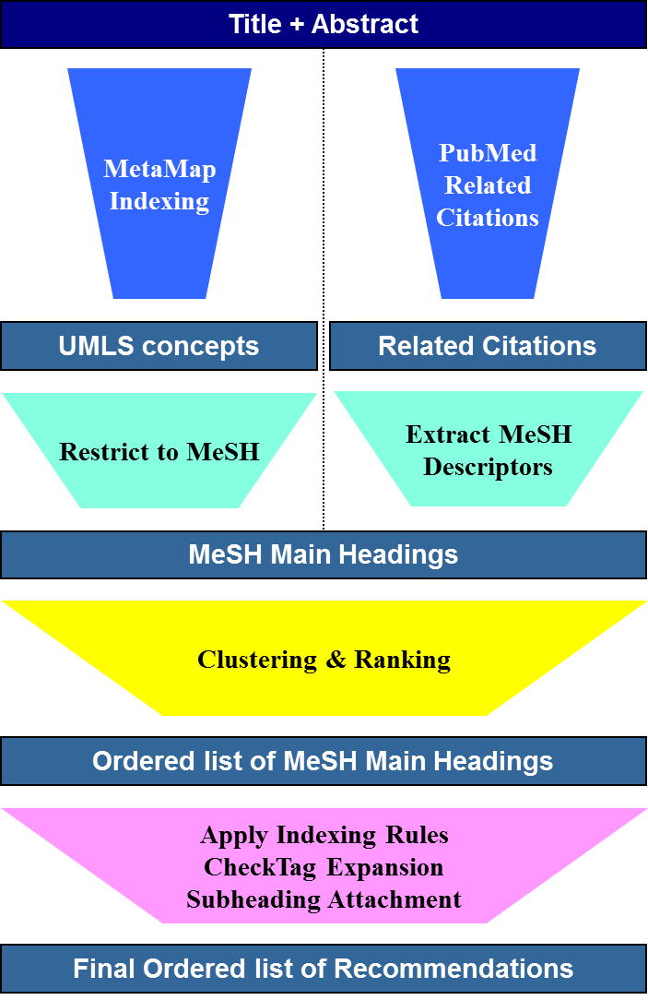 Title + Abstract
MetaMap
Indexing
PubMed
Related
Citations
UMLS concepts
Related Citations
Restrict to MeSH
Extract MeSH
Descriptors
MeSH Main Headings
Clustering & Ranking
Ordered list of MeSH Main Headings
Apply Indexing Rules
CheckTag Expansion
Subheading Attachment
Final Ordered list of Recommendations